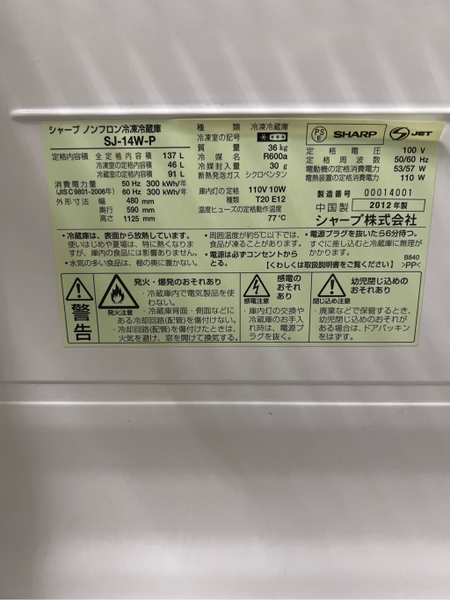 シャープ ノンフロン冷凍冷蔵庫
SJ-14W-P
定格内容積 全定格内容積 137 L
冷凍室の定格内容積 46 L
冷蔵室の定格内容積 91 L
消費電力量 50 Hz 300 kWh/年
(JIS C 9801-2006年) 60 Hz 300 kWh/年
外形寸法 幅 480 mm
奥行 590 mm
高さ 1125 mm
種類 冷凍冷蔵庫
冷凍室の記号
質量 36 kg
冷媒 R600a
冷媒封入量 30 g
断熱発泡ガス シクロペンタン
庫内灯の定格 110V 10W
T20 E12
温度ヒューズの定格動作温度
77℃
PS E SHARP S JET
定格電圧 100 V
定格周波数 50/60 Hz
電動機の定格消費電力 53/57 W
電熱装置の定格消費電力 110 W
製造番号 00014001
中国製 2012 年製
シャープ株式会社
・冷蔵庫は、表面から放熱しています。
使いはじめや夏場は、特に熱くなりま
すが、庫内の食品には影響ないです。
・水気の多い食品は、棚の奥に置かない。
・周囲温度が約5℃以下では、
食品が凍ることがあります。
・電源は必ずコンセントから
とる。
・電源プラグを抜いたら6分待つ。
すぐに差し込むと冷蔵庫に無理が
かかります。
B840
【くわしくは取扱説明書をご覧ください】 >PP<
警告
発火・爆発のおそれあり
発火注意
・冷蔵庫内で電気製品を使
わない。
・冷蔵庫背面・側面などに
ある冷却回路(配管)を傷付けない。
・冷却回路(配管)を傷付けたときは、
火気を避け、窓を開けて換気する。
感電の
おそれあり
感電注意
庫内灯の交換や
冷蔵庫のお手入
れ時は、電源プ
ラグを抜く。
幼児閉じ込めの
おそれあり
閉じ込め注意
・廃棄などで保管するとき、
幼児閉じ込めのおそれが
ある場合は、ドアパッキン
をはずす。